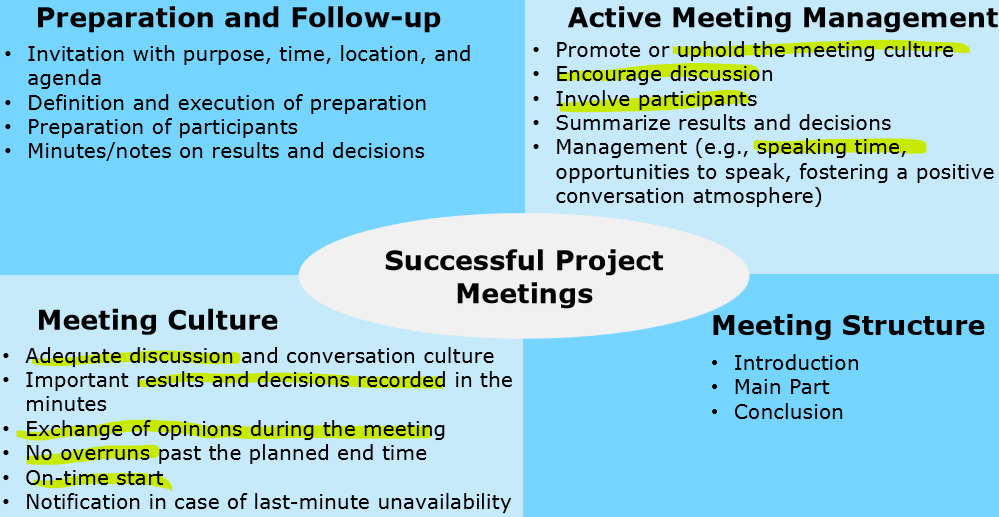 Preparation and Follow-up
• Invitation with purpose, time, location, and
agenda
• Definition and execution of preparation
• Preparation of participants
• Minutes/notes on results and decisions
Active Meeting Management
• Promote or uphold the meeting culture
• Encourage discussion
• Involve participants
• Summarize results and decisions
• Management (e.g., speaking time,
opportunities to speak, fostering a positive
conversation atmosphere)
Successful Project
Meetings
Meeting Culture
• Adequate discussion and conversation culture
• Important results and decisions recorded in the
minutes
• Exchange of opinions during the meeting
• No overruns past the planned end time
• On-time start
• Notification in case of last-minute unavailability
Meeting Structure
• Introduction
• Main Part
• Conclusion